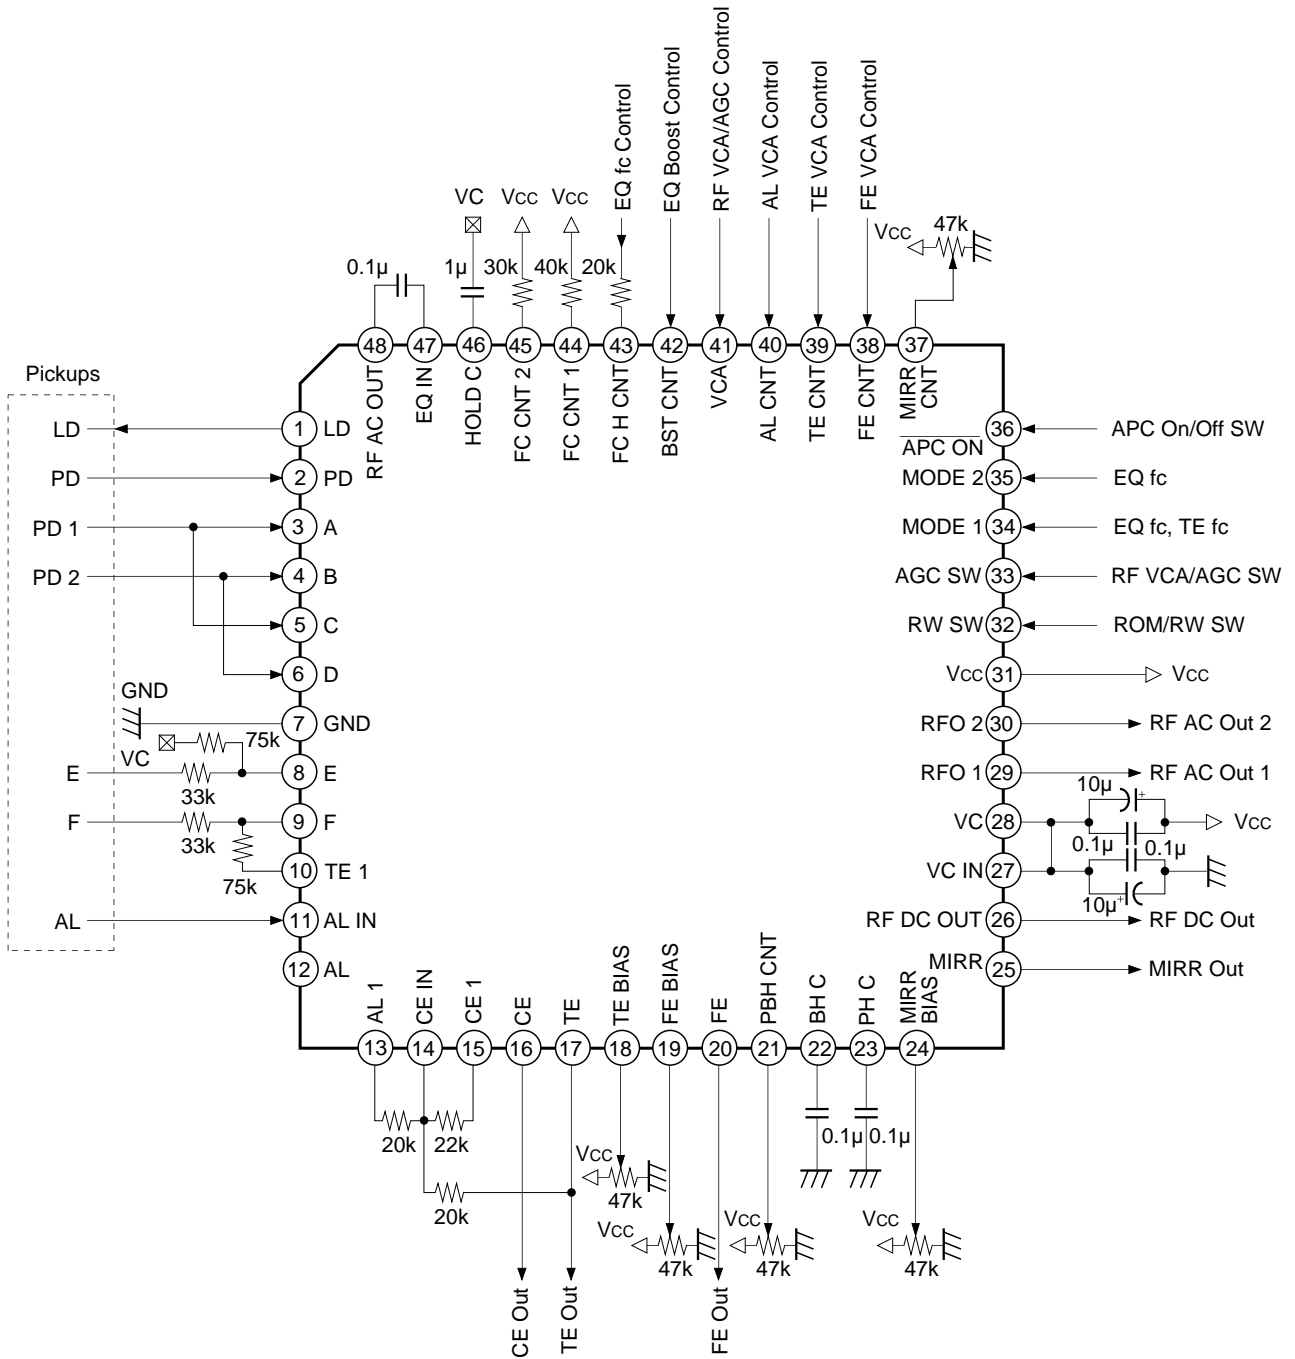 EQ fc Control
EQ Boost Control
RF VCA/AGC Control
AL VCA Control
TE VCA Control
FE VCA Control
VC
VCC
VCC
VCC
47k
0.1µ
1µ
30k
40k
20k
48
47
46
45
44
43
42
41
40
39
38
37
RF AC OUT
EQ IN
HOLD C
FC CNT 2
FC CNT 1
FC H CNT
BST CNT
VCA
AL CNT
TE CNT
FE CNT
MIRR
CNT
Pickups
LD
1
LD
PD
2
PD
PD 1
3
A
PD 2
4
B
5
C
6
D
GND
7
GND
VC
75k
E
33k
8
E
F
33k
9
F
75k
10
TE 1
AL
11
AL IN
12
AL
APC ON
36
APC On/Off SW
MODE 2
35
EQ fc
MODE 1
34
EQ fc, TE fc
AGC SW
33
RF VCA/AGC SW
RW SW
32
ROM/RW SW
VCC
31
VCC
RFO 2
30
RF AC Out 2
RFO 1
29
RF AC Out 1
10µ
+
VC
28
VCC
0.1µ
0.1µ
VC IN
27
10µ
+
RF DC OUT
26
RF DC Out
MIRR
25
MIRR Out
AL 1
CE IN
CE 1
CE
TE
TE BIAS
FE BIAS
FE
PBH CNT
BH C
PH C
MIRR
BIAS
13
14
15
16
17
18
19
20
21
22
23
24
20k
22k
20k
0.1µ
0.1µ
VCC
47k
VCC
47k
VCC
47k
VCC
47k
CE Out
TE Out
FE Out